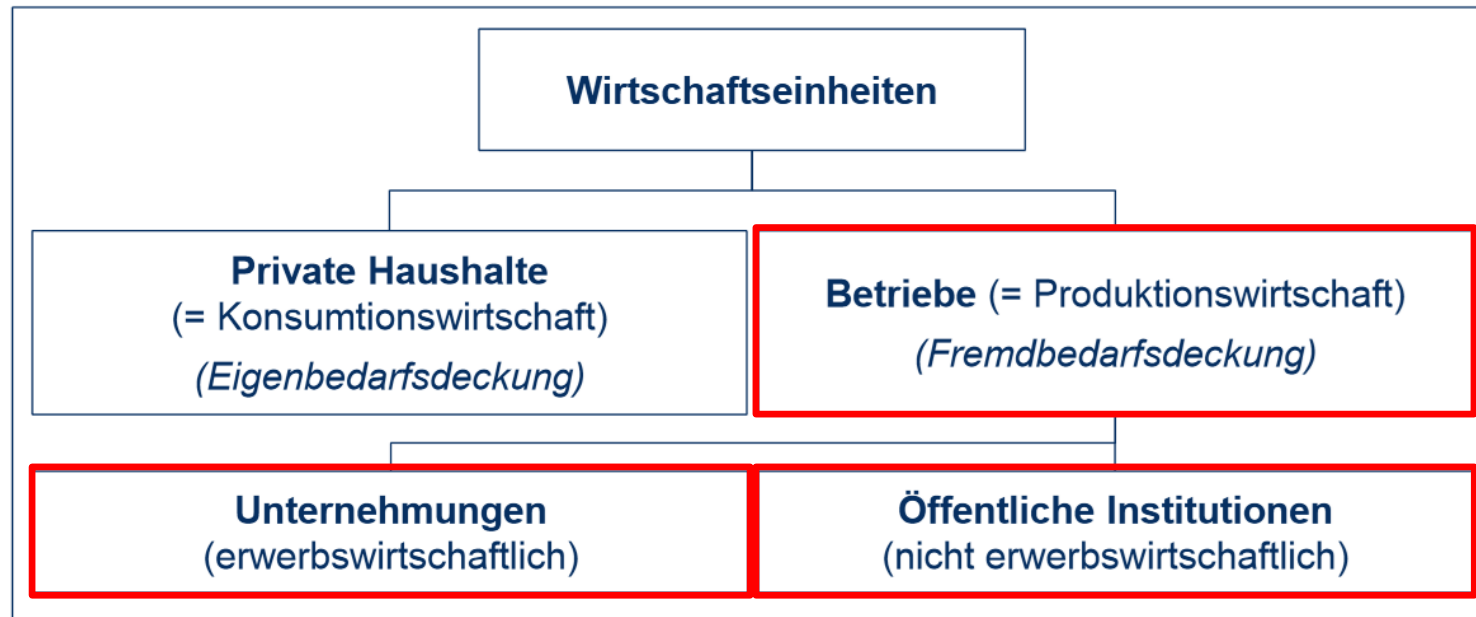 Wirtschaftseinheiten
Private Haushalte
(= Konsumtionswirtschaft)
(Eigenbedarfsdeckung)
Betriebe (= Produktionswirtschaft)
(Fremdbedarfsdeckung)
Unternehmungen
(erwerbswirtschaftlich)
Öffentliche Institutionen
(nicht erwerbswirtschaftlich)